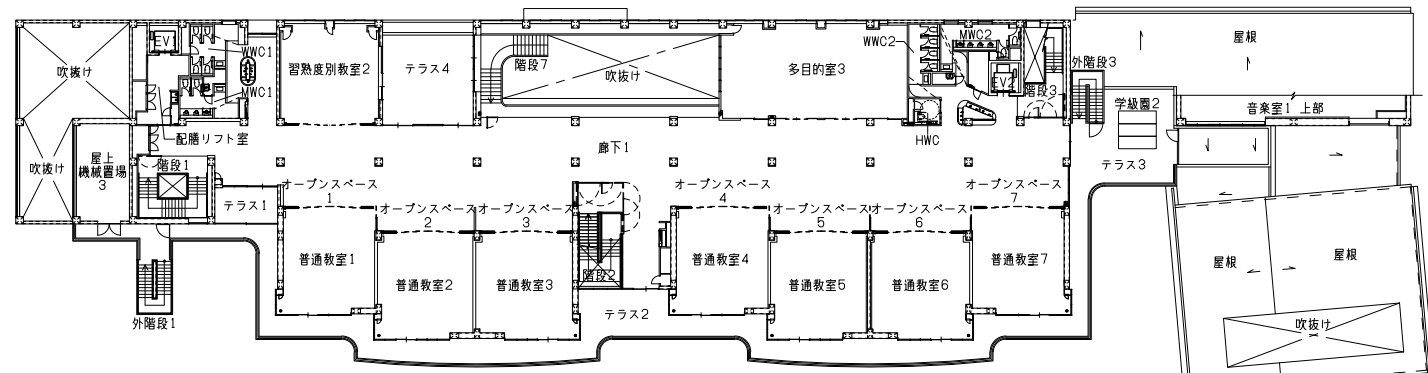 吹抜け
EV1
WWC1
MWC1
配膳リフト室
習熟度別教室2
テラス4
階段7
吹抜け
多目的室3
WWC2
MWC2
EV2
階段3
HWC
外階段3
屋根
学級園2
音楽室1 上部
テラス3
吹抜け
屋上
機械置場
3
階段1
テラス1
廊下1
オープンスペース
1
オープンスペース
2
オープンスペース
3
オープンスペース
4
オープンスペース
5
オープンスペース
6
オープンスペース
7
普通教室1
普通教室2
普通教室3
階段2
テラス2
普通教室4
普通教室5
普通教室6
普通教室7
外階段1
屋根
屋根
吹抜け